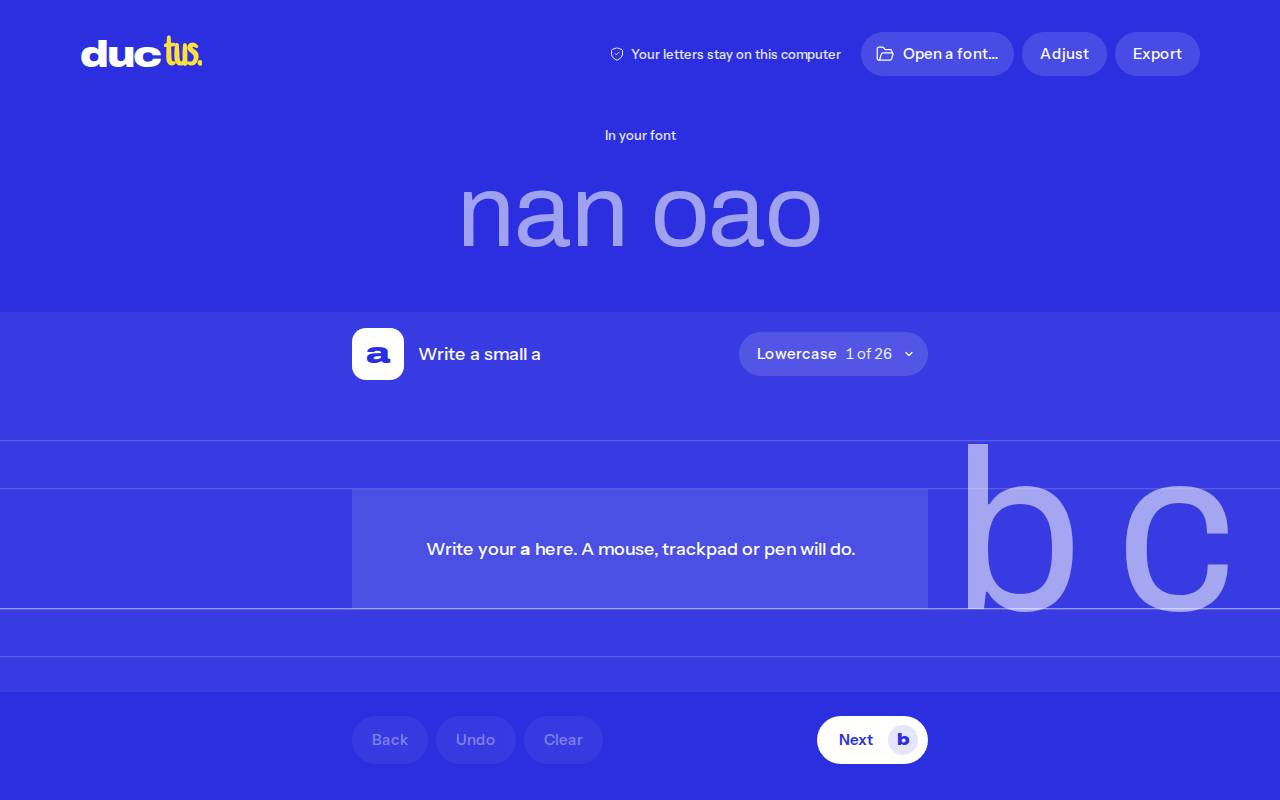 ductus.
Your letters stay on this computer
Open a font...
Adjust
Export
In your font
nan oao
a
Write a small a
Lowercase 1 of 26
Write your a here. A mouse, trackpad or pen will do.
b c
Back
Undo
Clear
Next b